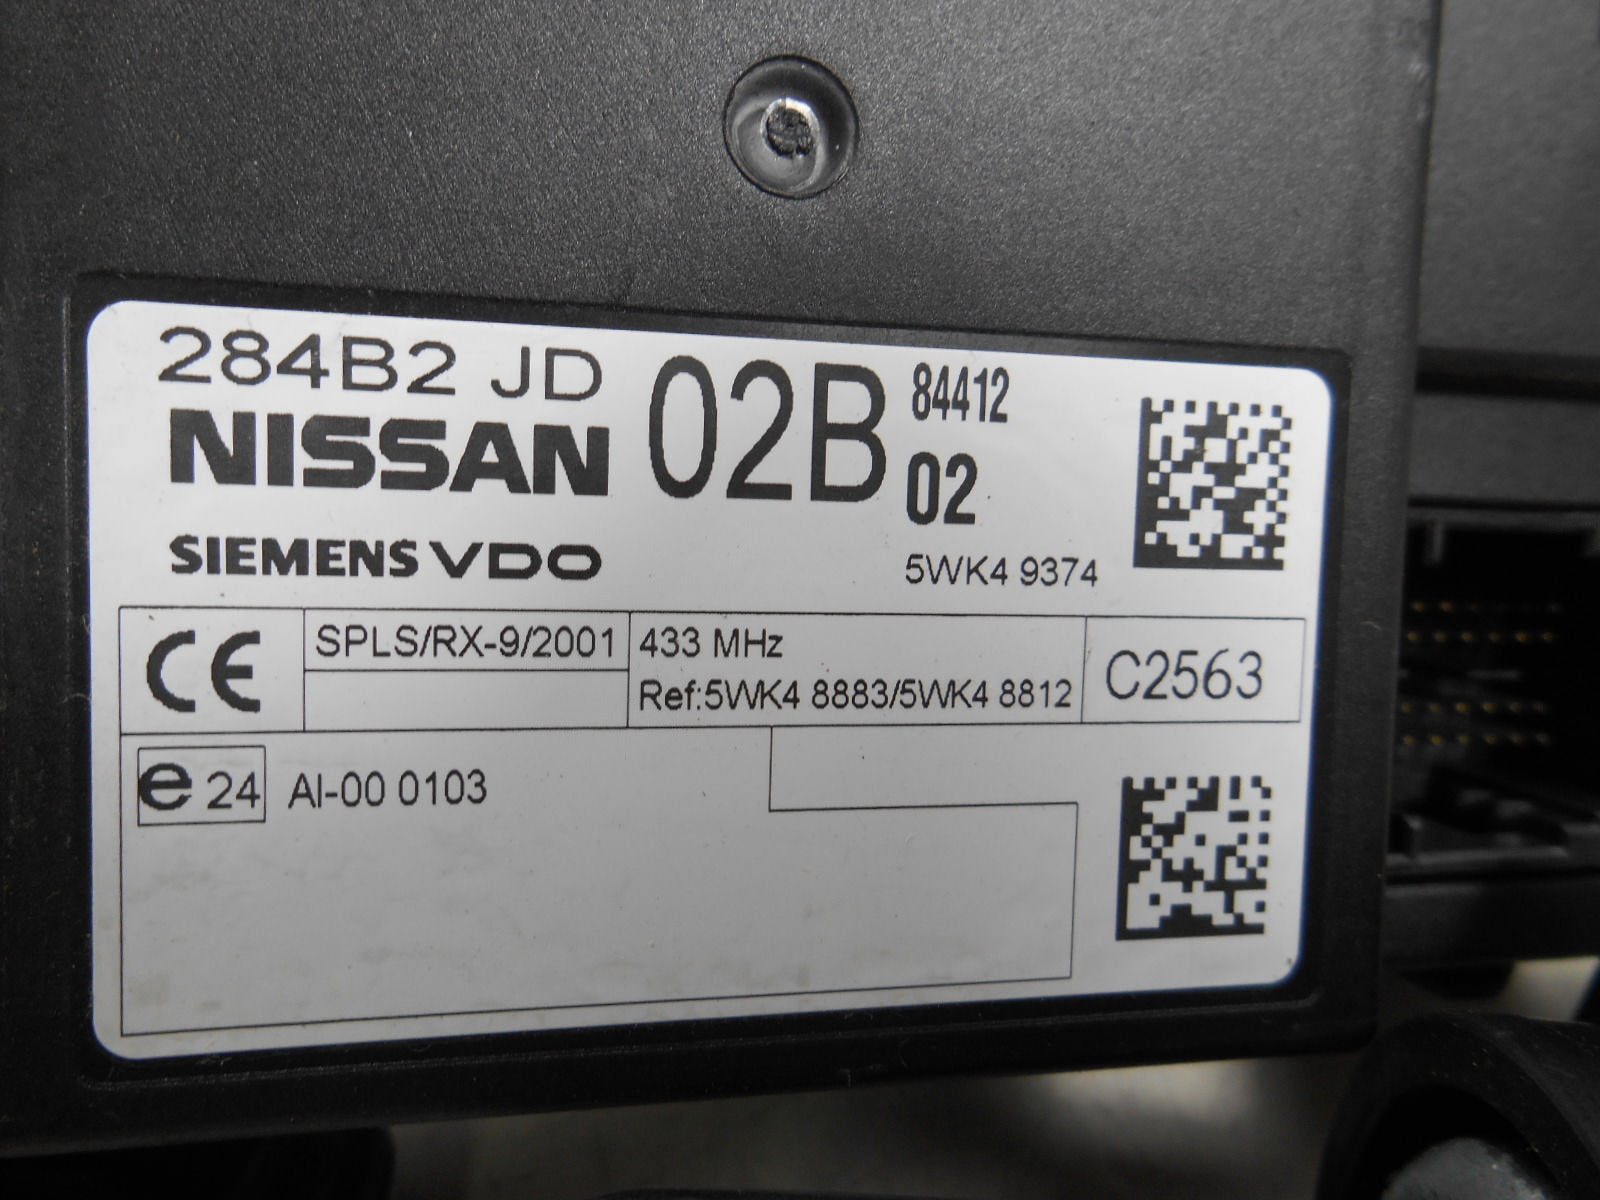 284B2 JD
NISSAN
02B
84412
02
SIEMENS VDO
5WK4 9374
CE
SPLS/RX-9/2001
433 MHz
Ref:5WK4 8883/5WK4 8812
C2563
e 24
AI-00 0103